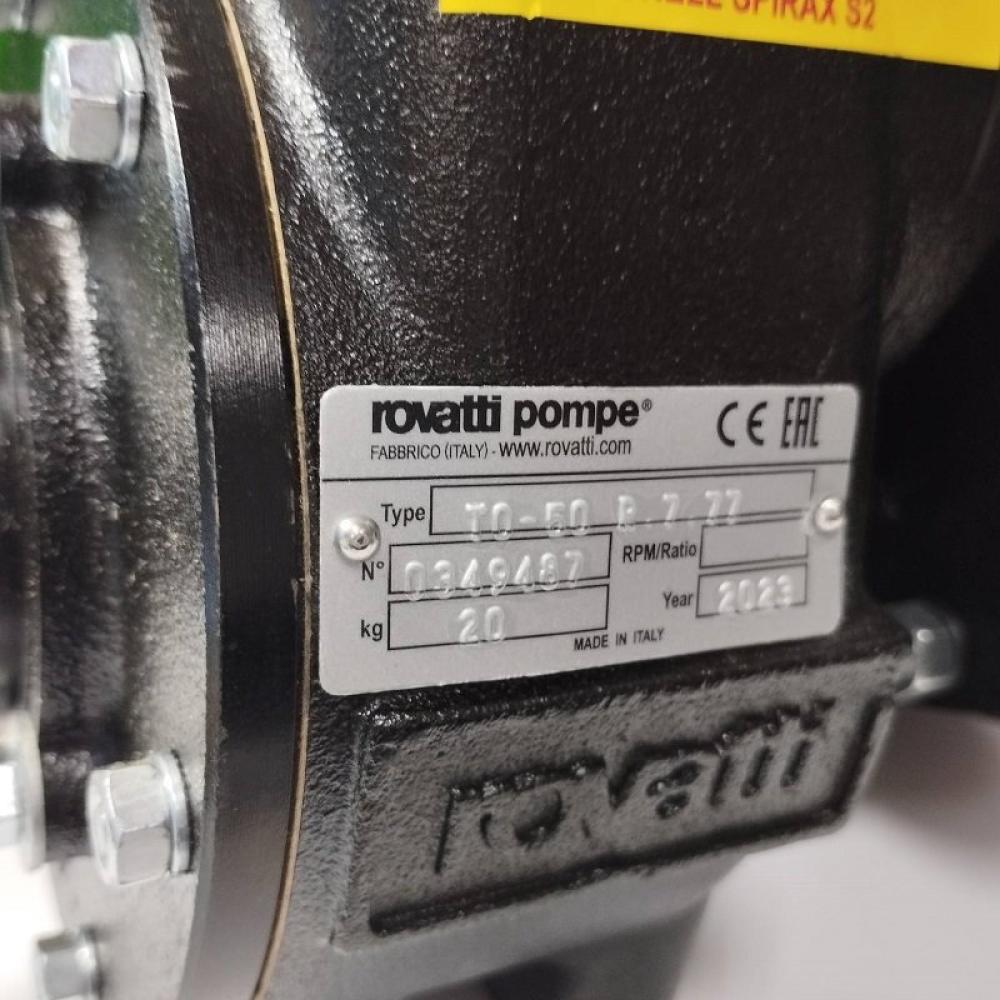 SPIRAX S2
rovatti pompe®
FABBRICO (ITALY) - www.rovatti.com
CE EAC
Type TO-50 R.7.77
N° 0349487
RPM/Ratio
kg 20
Year 2023
MADE IN ITALY
rovatti